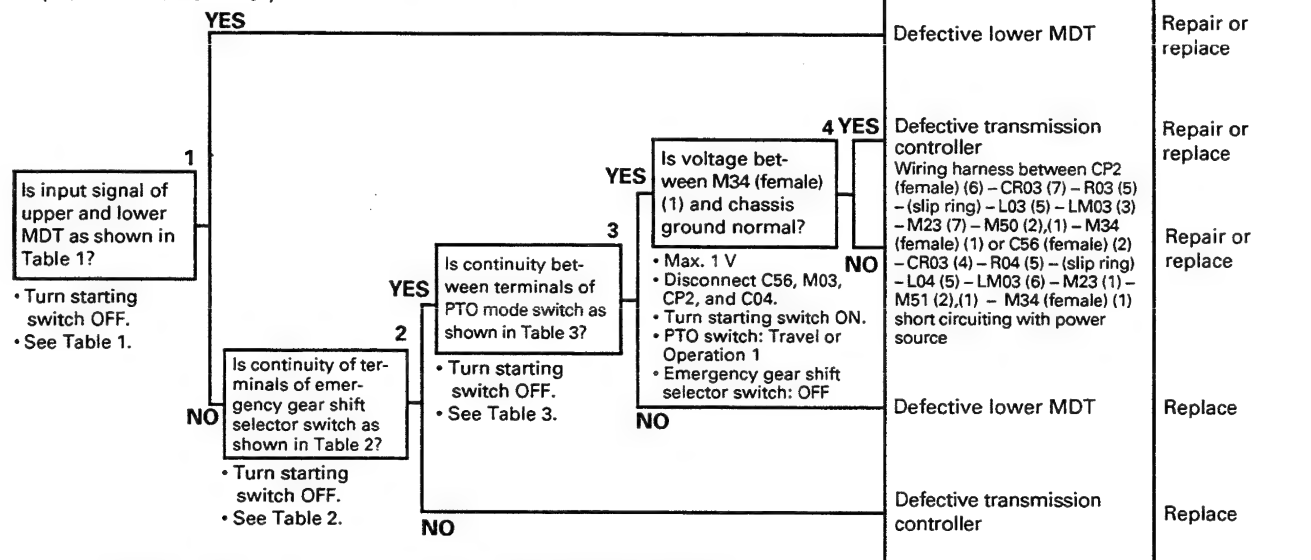 YES
Defective lower MDT
Repair or
replace
1
Is input signal of
upper and lower
MDT as shown in
Table 1?
• Turn starting
switch OFF.
• See Table 1.
NO
2
Is continuity of ter-
minals of emer-
gency gear shift
selector switch as
shown in Table 2?
• Turn starting
switch OFF.
• See Table 2.
YES
3
Is continuity bet-
ween terminals of
PTO mode switch as
shown in Table 3?
• Turn starting
switch OFF.
• See Table 3.
YES
Is voltage bet-
ween M34 (female)
(1) and chassis
ground normal?
• Max. 1 V
• Disconnect C56, M03,
CP2, and C04.
• Turn starting switch ON.
• PTO switch: Travel or
Operation 1
• Emergency gear shift
selector switch: OFF
4 YES
Defective transmission
controller
Repair or
replace
NO
Wiring harness between CP2
(female) (6) – CR03 (7) – R03 (5)
– (slip ring) – L03 (5) – LM03 (3)
– M23 (7) – M50 (2),(1) – M34
(female) (1) or C56 (female) (2)
– CR03 (4) – R04 (5) – (slip ring)
– L04 (5) – LM03 (6) – M23 (1) –
M51 (2),(1) – M34 (female) (1)
short circuiting with power
source
Repair or
replace
NO
Defective lower MDT
Replace
NO
Defective transmission
controller
Replace